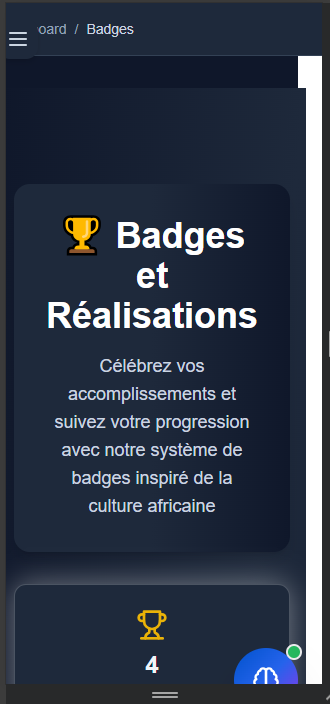 oard / Badges
Badges
et
Réalisations
Célébrez vos
accomplissements et
suivez votre progression
avec notre système de
badges inspiré de la
culture africaine
4